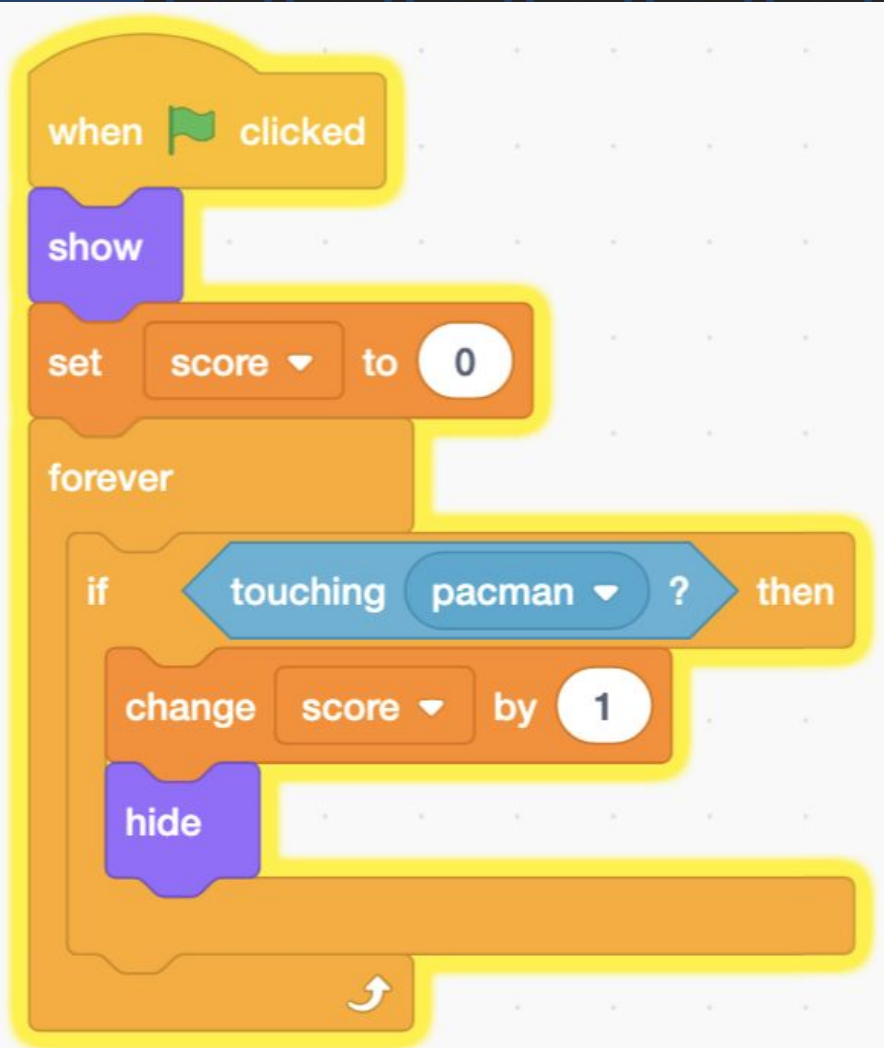 when clicked
show
set score to 0
forever
if touching pacman ? then
change score by 1
hide